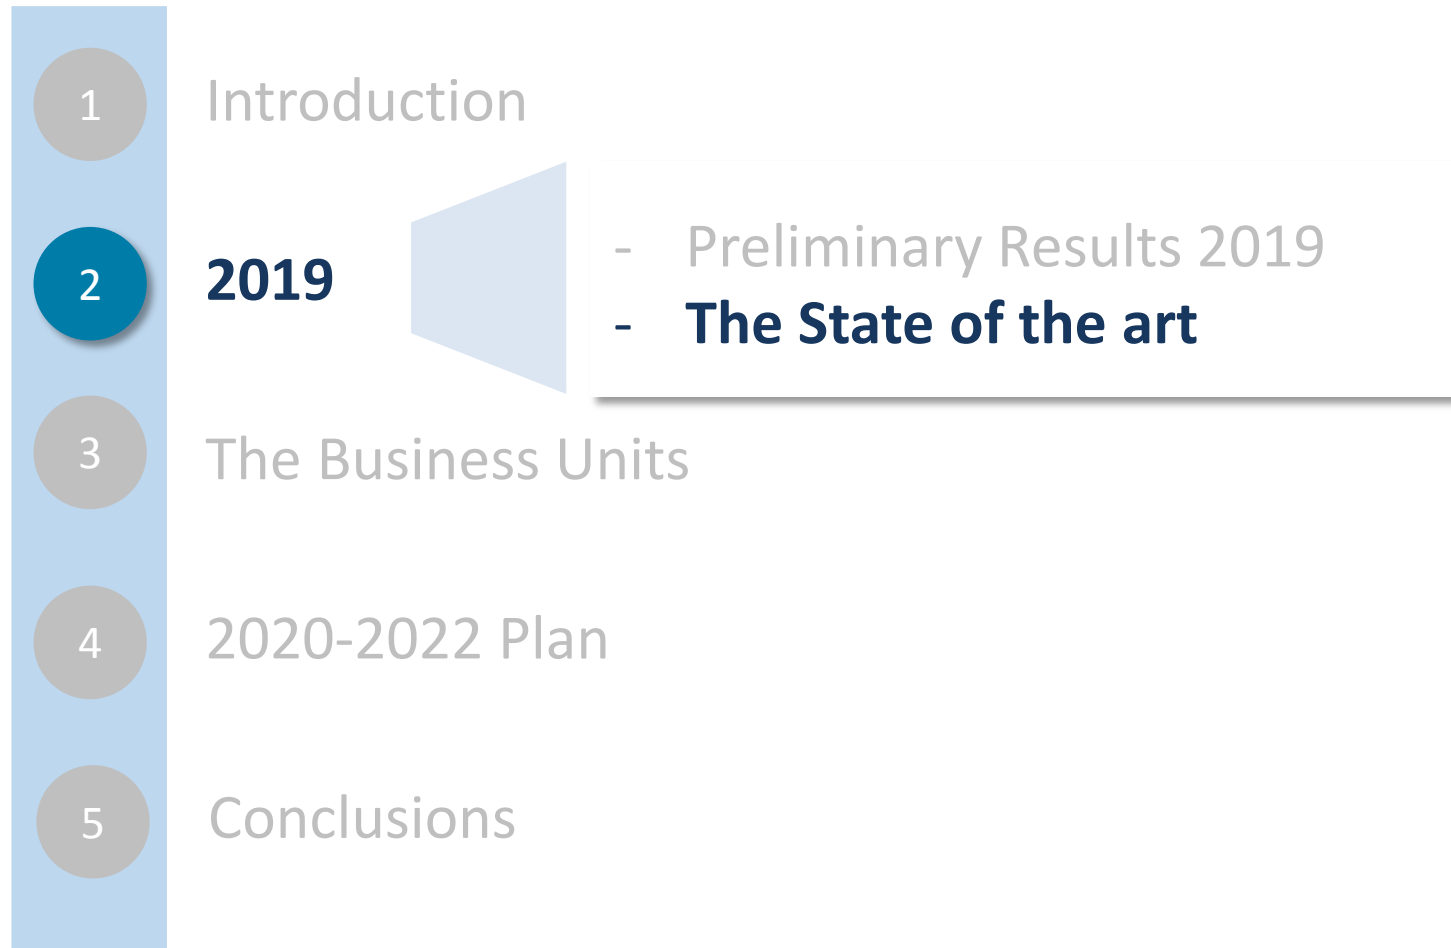 1 Introduction
2 2019
- Preliminary Results 2019
- The State of the art
3 The Business Units
4 2020-2022 Plan
5 Conclusions